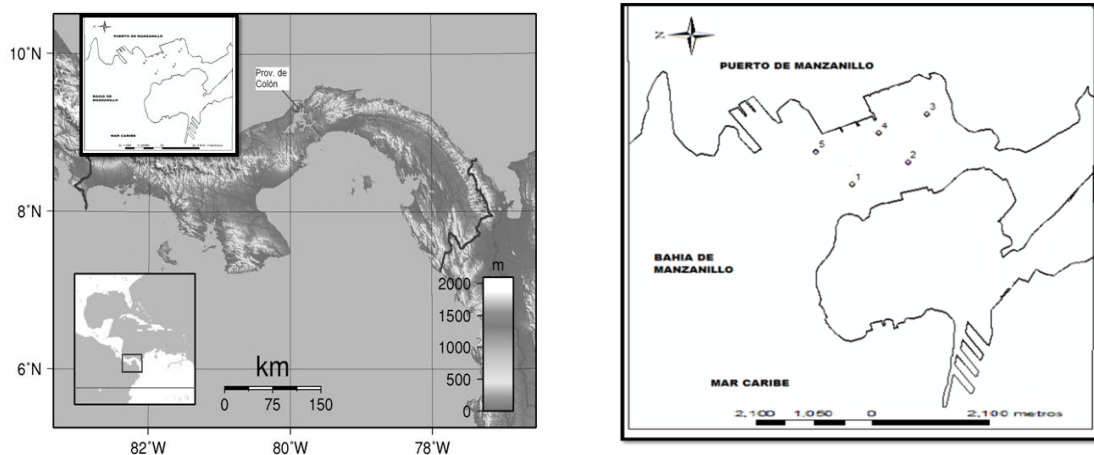 10˚N
8˚N
6˚N
82˚W
80˚W
78˚W
PUERTO DE MANZANILLO
BAHIA DE
MANZANILLO
MAR CARIBE
Prov. de
Colón
km
0 75 150
m
2000
1500
1000
500
0
N
PUERTO DE MANZANILLO
3
4
5
2
1
BAHIA DE
MANZANILLO
MAR CARIBE
2,100 1,050 0 2,100 metros